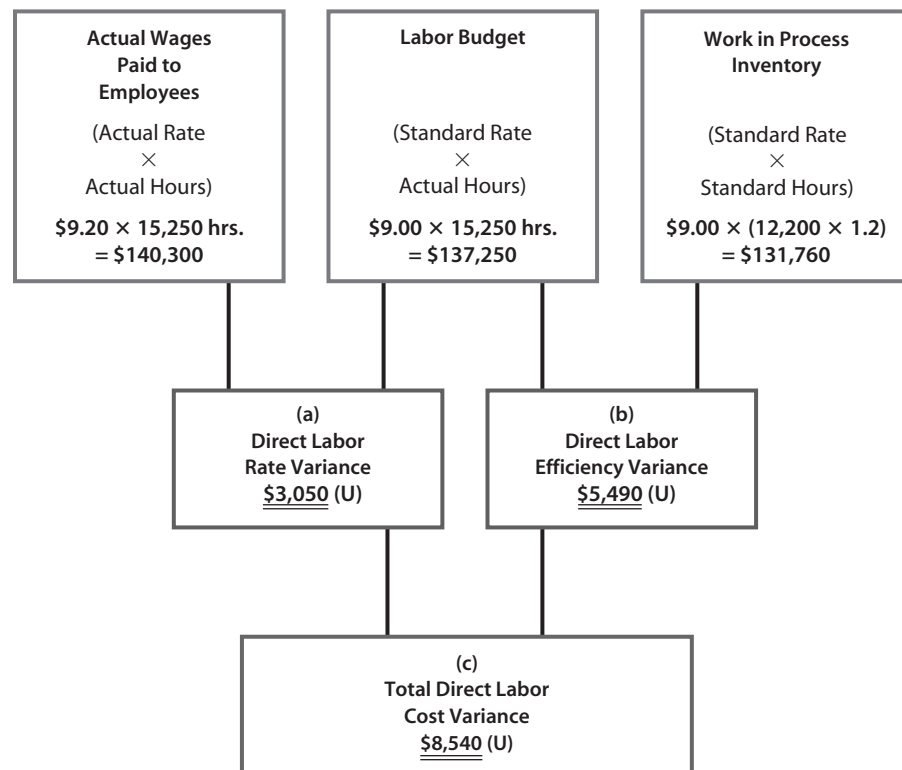 Actual Wages
Paid to
Employees
(Actual Rate
×
Actual Hours)
$9.20 × 15,250 hrs.
= $140,300
Labor Budget
(Standard Rate
×
Actual Hours)
$9.00 × 15,250 hrs.
= $137,250
Work in Process
Inventory
(Standard Rate
×
Standard Hours)
$9.00 × (12,200 × 1.2)
= $131,760
(a)
Direct Labor
Rate Variance
$3,050 (U)
(b)
Direct Labor
Efficiency Variance
$5,490 (U)
(c)
Total Direct Labor
Cost Variance
$8,540 (U)